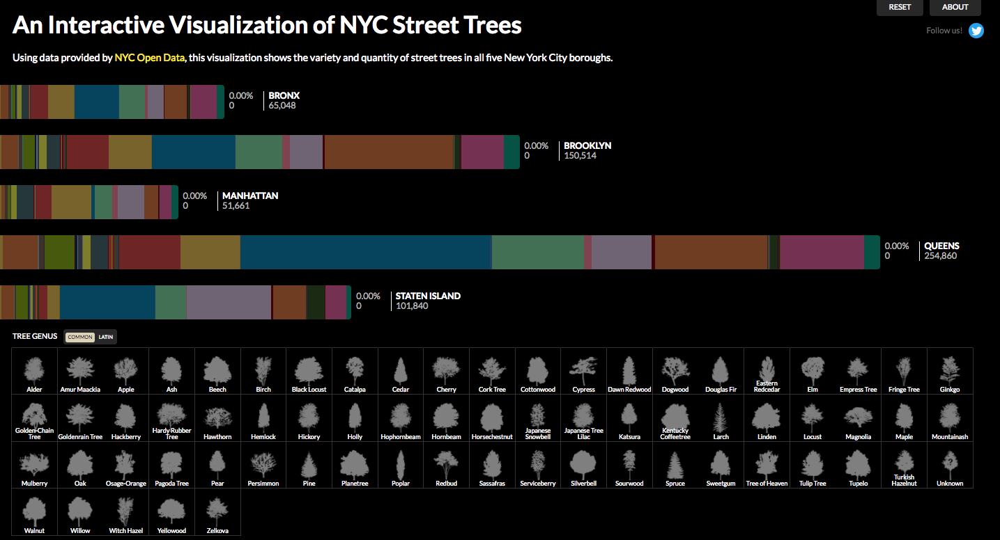 RESET ABOUT
An Interactive Visualization of NYC Street Trees
Follow us!
Using data provided by NYC Open Data, this visualization shows the variety and quantity of street trees in all five New York City boroughs.
0.00% BRONX
0 65,048
0.00% BROOKLYN
0 150,514
0.00% MANHATTAN
0 51,661
0.00% QUEENS
0 254,860
0.00% STATEN ISLAND
0 101,840
TREE GENUS COMMON LATIN
Alder Amur Maackia Apple Ash Beech Birch Black Locust Catalpa Cedar Cherry Cork Tree Cottonwood Cypress Dawn Redwood Dogwood Douglas Fir Eastern Redcedar Elm Empress Tree Fringe Tree Ginkgo
Golden-Chain Tree Goldenrain Tree Hackberry Hardy Rubber Tree Hawthorn Hemlock Hickory Holly Hophornbeam Hornbeam Horsechestnut Japanese Snowbell Japanese Tree Lilac Katsura Kentucky Coffeetree Larch Linden Locust Magnolia Maple Mountainash
?
Mulberry Oak Osage-Orange Pagoda Tree Pear Persimmon Pine Planetree Poplar Redbud Sassafras Serviceberry Silverbell Sourwood Spruce Sweetgum Tree of Heaven Tulip Tree Tupelo Turkish Hazelnut Unknown
Walnut Willow Witch Hazel Yellowood Zelkova